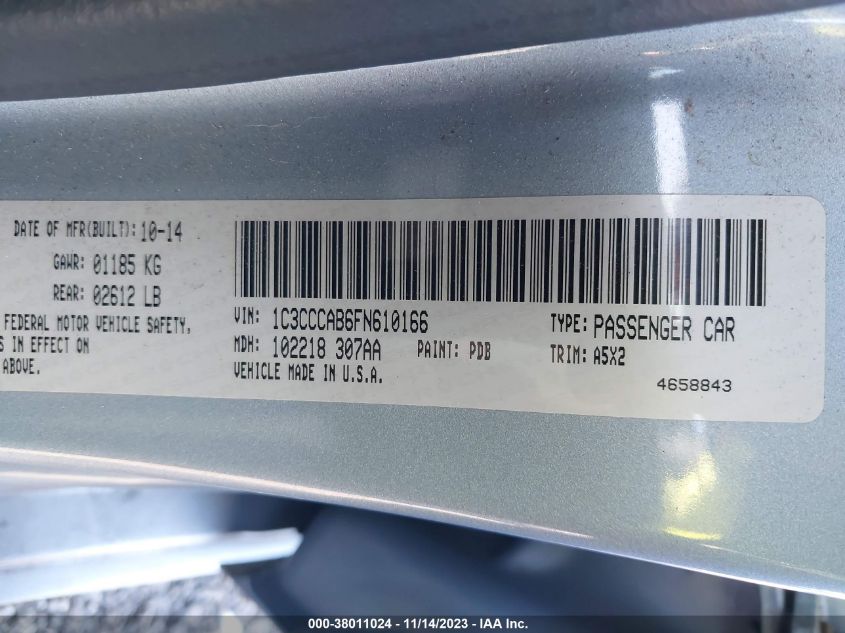 DATE OF MFR(BUILT): 10-14
GAWR: 01185 KG
REAR: 02612 LB
FEDERAL MOTOR VEHICLE SAFETY,
S IN EFFECT ON
ABOVE.
VIN: 1C3CCCAB6FN610166
TYPE: PASSENGER CAR
MDH: 102218 307AA PAINT: PDB
TRIM: A5X2
VEHICLE MADE IN U.S.A.
4658843
000-38011024 - 11/14/2023 - IAA Inc.